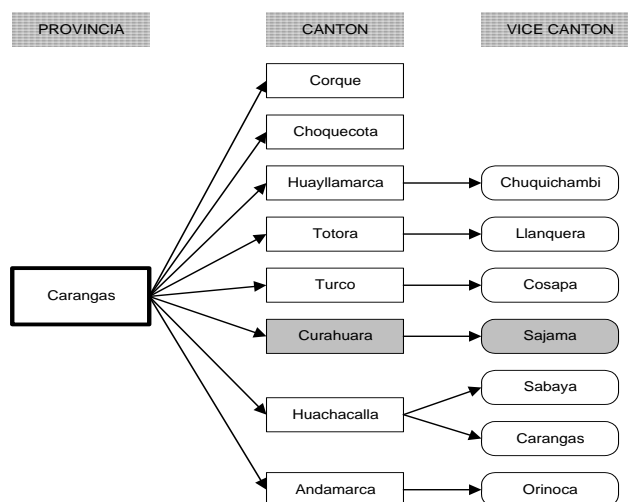 PROVINCIA CANTON VICE CANTON
Corque
Choquecota
Huayllamarca Chuquichambi
Totora Llanquera
Carangas
Turco Cosapa
Curahuara Sajama
Sabaya
Huachacalla
Carangas
Andamarca Orinoca